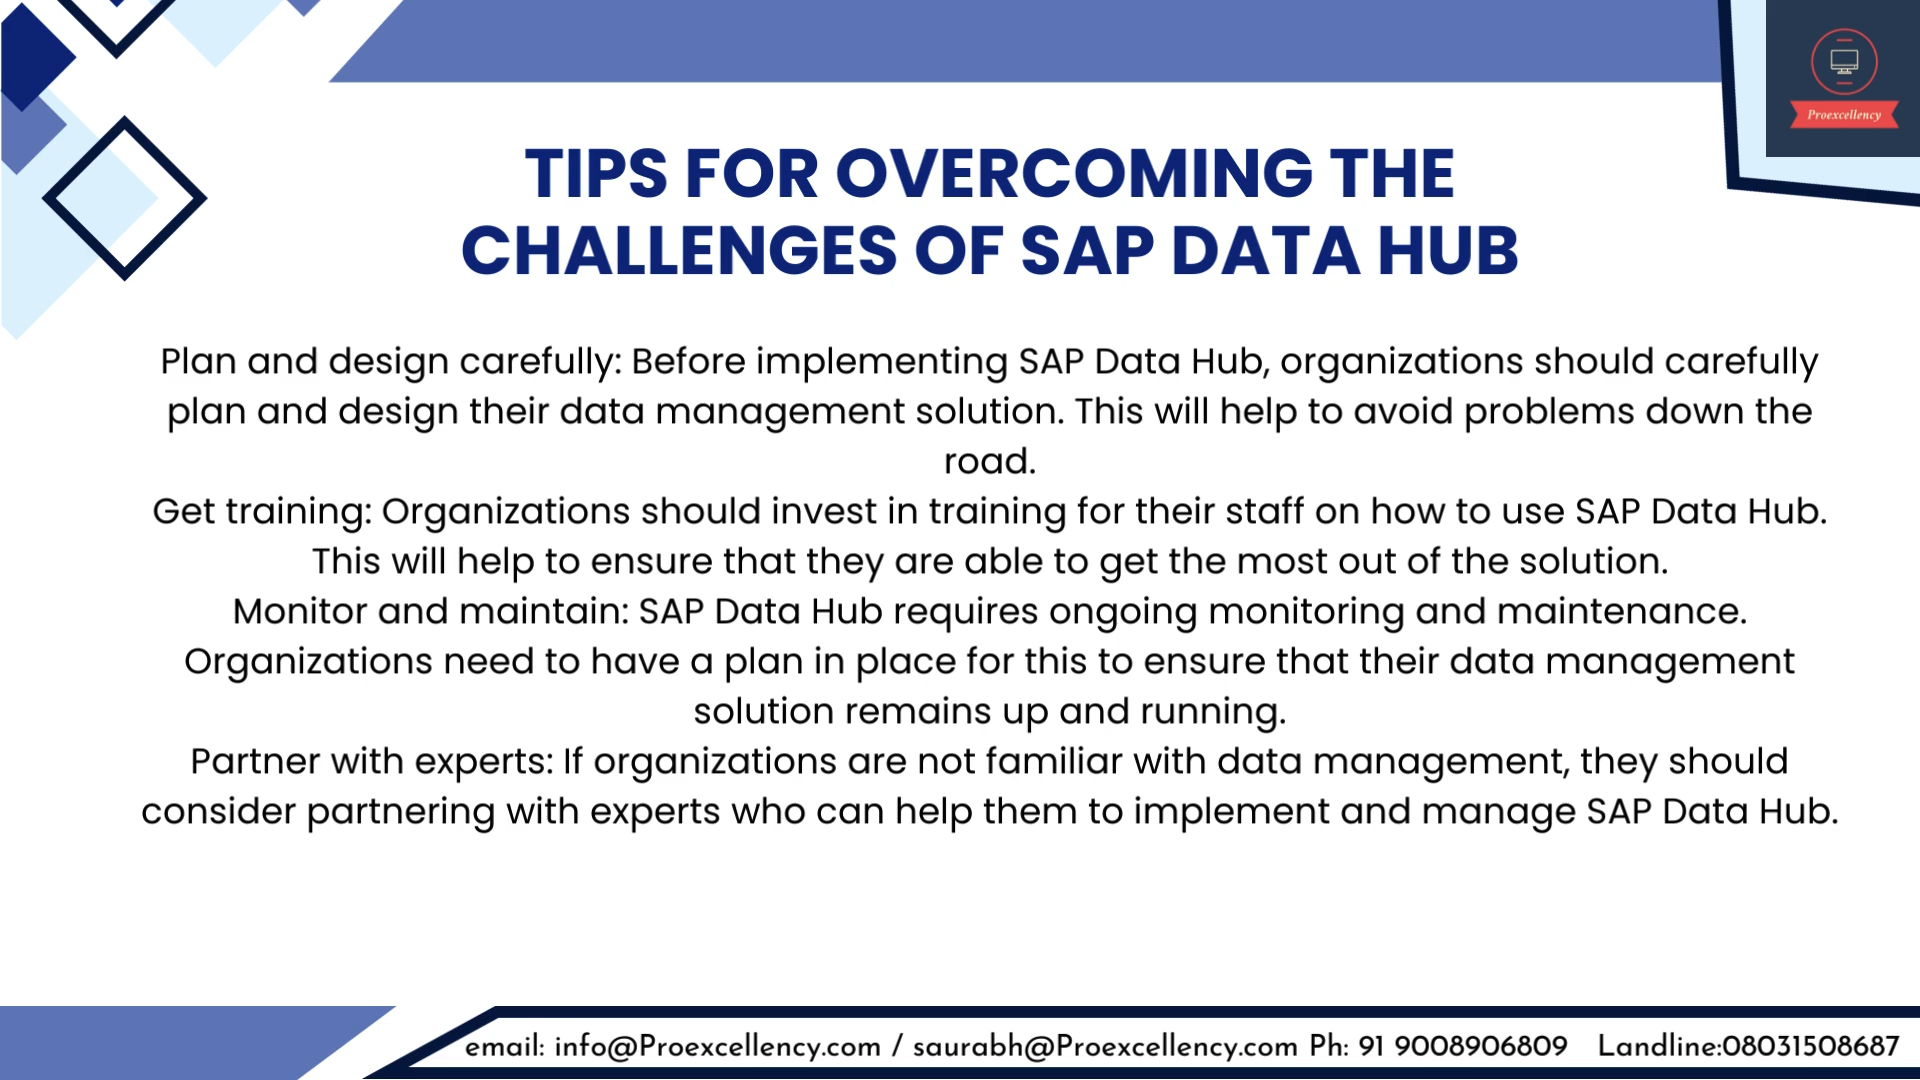 Proexcellency
TIPS FOR OVERCOMING THE
CHALLENGES OF SAP DATA HUB
Plan and design carefully: Before implementing SAP Data Hub, organizations should carefully
plan and design their data management solution. This will help to avoid problems down the
road.
Get training: Organizations should invest in training for their staff on how to use SAP Data Hub.
This will help to ensure that they are able to get the most out of the solution.
Monitor and maintain: SAP Data Hub requires ongoing monitoring and maintenance.
Organizations need to have a plan in place for this to ensure that their data management
solution remains up and running.
Partner with experts: If organizations are not familiar with data management, they should
consider partnering with experts who can help them to implement and manage SAP Data Hub.
email: info@Proexcellency.com / saurabh@Proexcellency.com Ph: 91 9008906809 Landline:08031508687